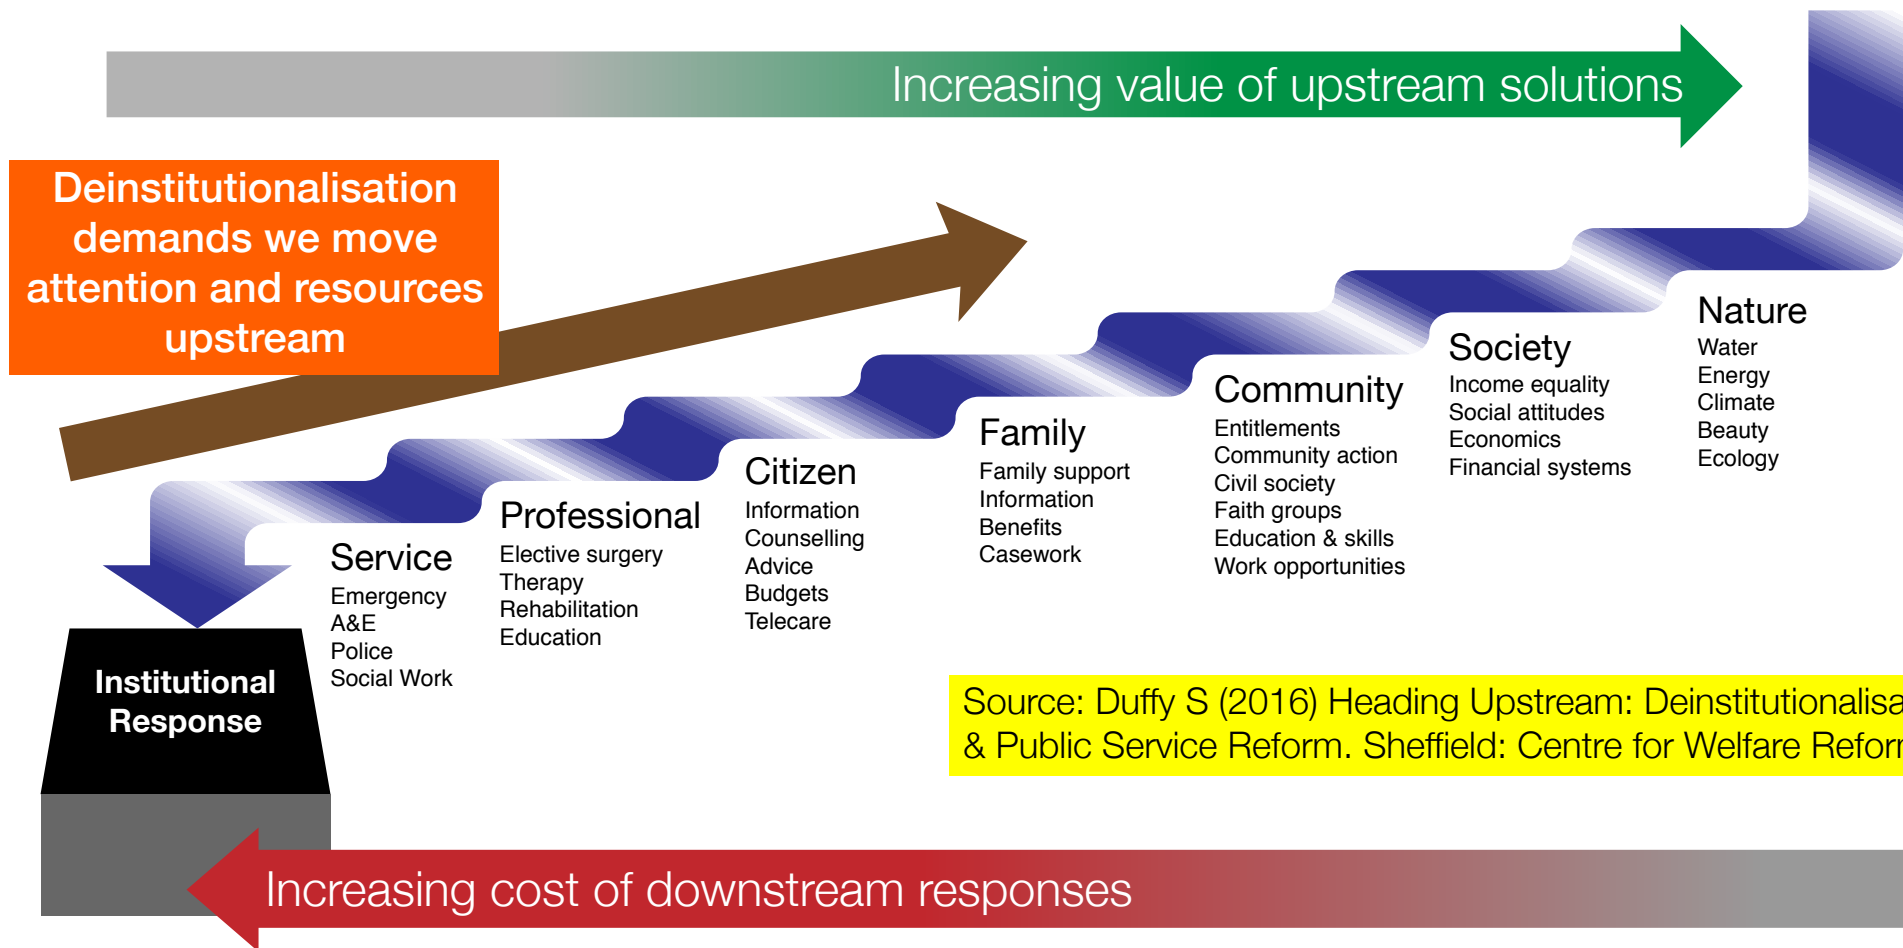 Increasing value of upstream solutions
Deinstitutionalisation
demands we move
attention and resources
upstream
Nature
Water
Energy
Climate
Beauty
Ecology
Society
Income equality
Social attitudes
Economics
Financial systems
Community
Entitlements
Community action
Civil society
Faith groups
Education & skills
Work opportunities
Family
Family support
Information
Benefits
Casework
Citizen
Information
Counselling
Advice
Budgets
Telecare
Professional
Elective surgery
Therapy
Rehabilitation
Education
Service
Emergency
A&E
Police
Social Work
Institutional
Response
Source: Duffy S (2016) Heading Upstream: Deinstitutionalisa
& Public Service Reform. Sheffield: Centre for Welfare Refor
Increasing cost of downstream responses